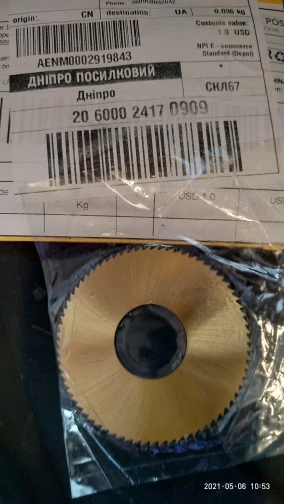 origin: CN destination: UA 0.036 kg
Customs value:
1.0 USD
NPI E - commerce
Standard (Depot)
AENM0002919843
ДНІПРО ПОСИЛКОВИЙ
Дніпро
СКЛ67
20 6000 2417 0909
Kg
USD 1.0
2021-05-06 10:53